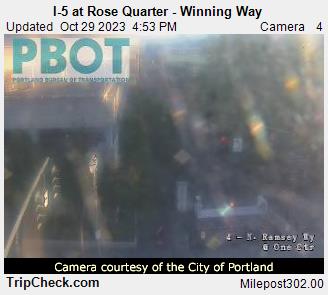 I-5 at Rose Quarter - Winning Way
Updated Oct 29 2023 4:53 PM Camera 4
PBOT
PORTLAND BUREAU OF TRANSPORTATION
4 - N. Ramsey Wy
@ One Ctr
Camera courtesy of the City of Portland
TripCheck.com Milepost302.00